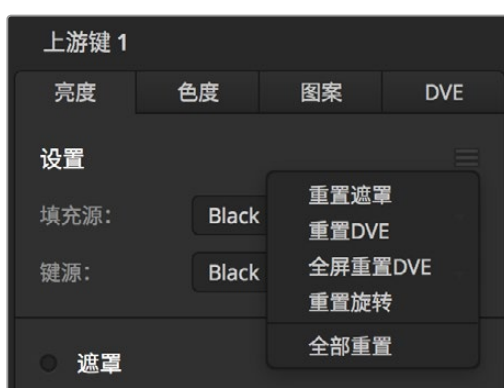 上游键 1
亮度 色度 图案 DVE
设置
填充源: Black
键源: Black
重置遮罩
重置DVE
全屏重置DVE
重置旋转
全部重置
遮罩